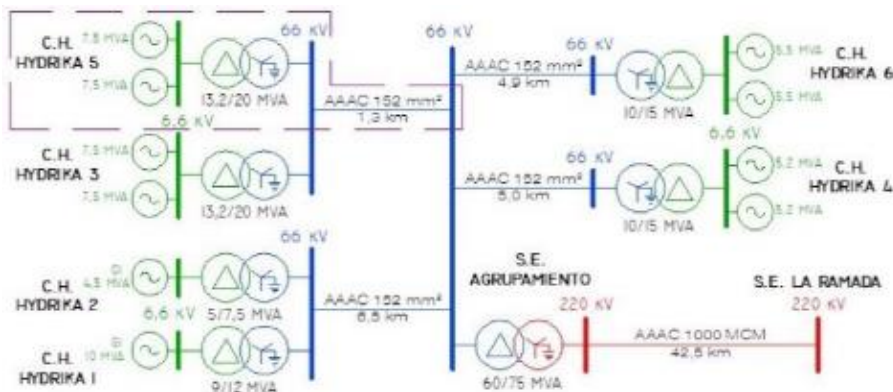 C.H.
HYDRIKA 5
7,5 MVA
7,5 MVA
13,2/20 MVA
66 KV
6,6 KV
AAAC 152 mm²
1,3 km
C.H.
HYDRIKA 3
7,5 MVA
7,5 MVA
13,2/20 MVA
C.H.
HYDRIKA 2
G1
4,5 MVA
6,6 KV
5/7,5 MVA
66 KV
AAAC 152 mm²
6,5 km
C.H.
HYDRIKA 1
G1
10 MVA
9/12 MVA
66 KV
AAAC 152 mm²
4,9 km
66 KV
10/15 MVA
5,5 MVA
5,5 MVA
C.H.
HYDRIKA 6
AAAC 152 mm²
5,0 km
66 KV
10/15 MVA
6,6 KV
5,2 MVA
5,2 MVA
C.H.
HYDRIKA 4
S.E.
AGRUPAMIENTO
220 KV
60/75 MVA
AAAC 1000 MCM
42,5 km
S.E. LA RAMADA
220 KV